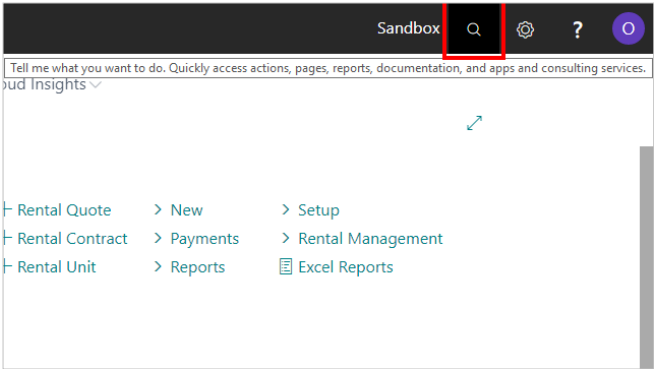 Sandbox ?
O
Tell me what you want to do. Quickly access actions, pages, reports, documentation, and apps and consulting services.
oud Insights
Rental Quote > New > Setup
Rental Contract > Payments > Rental Management
Rental Unit > Reports Excel Reports